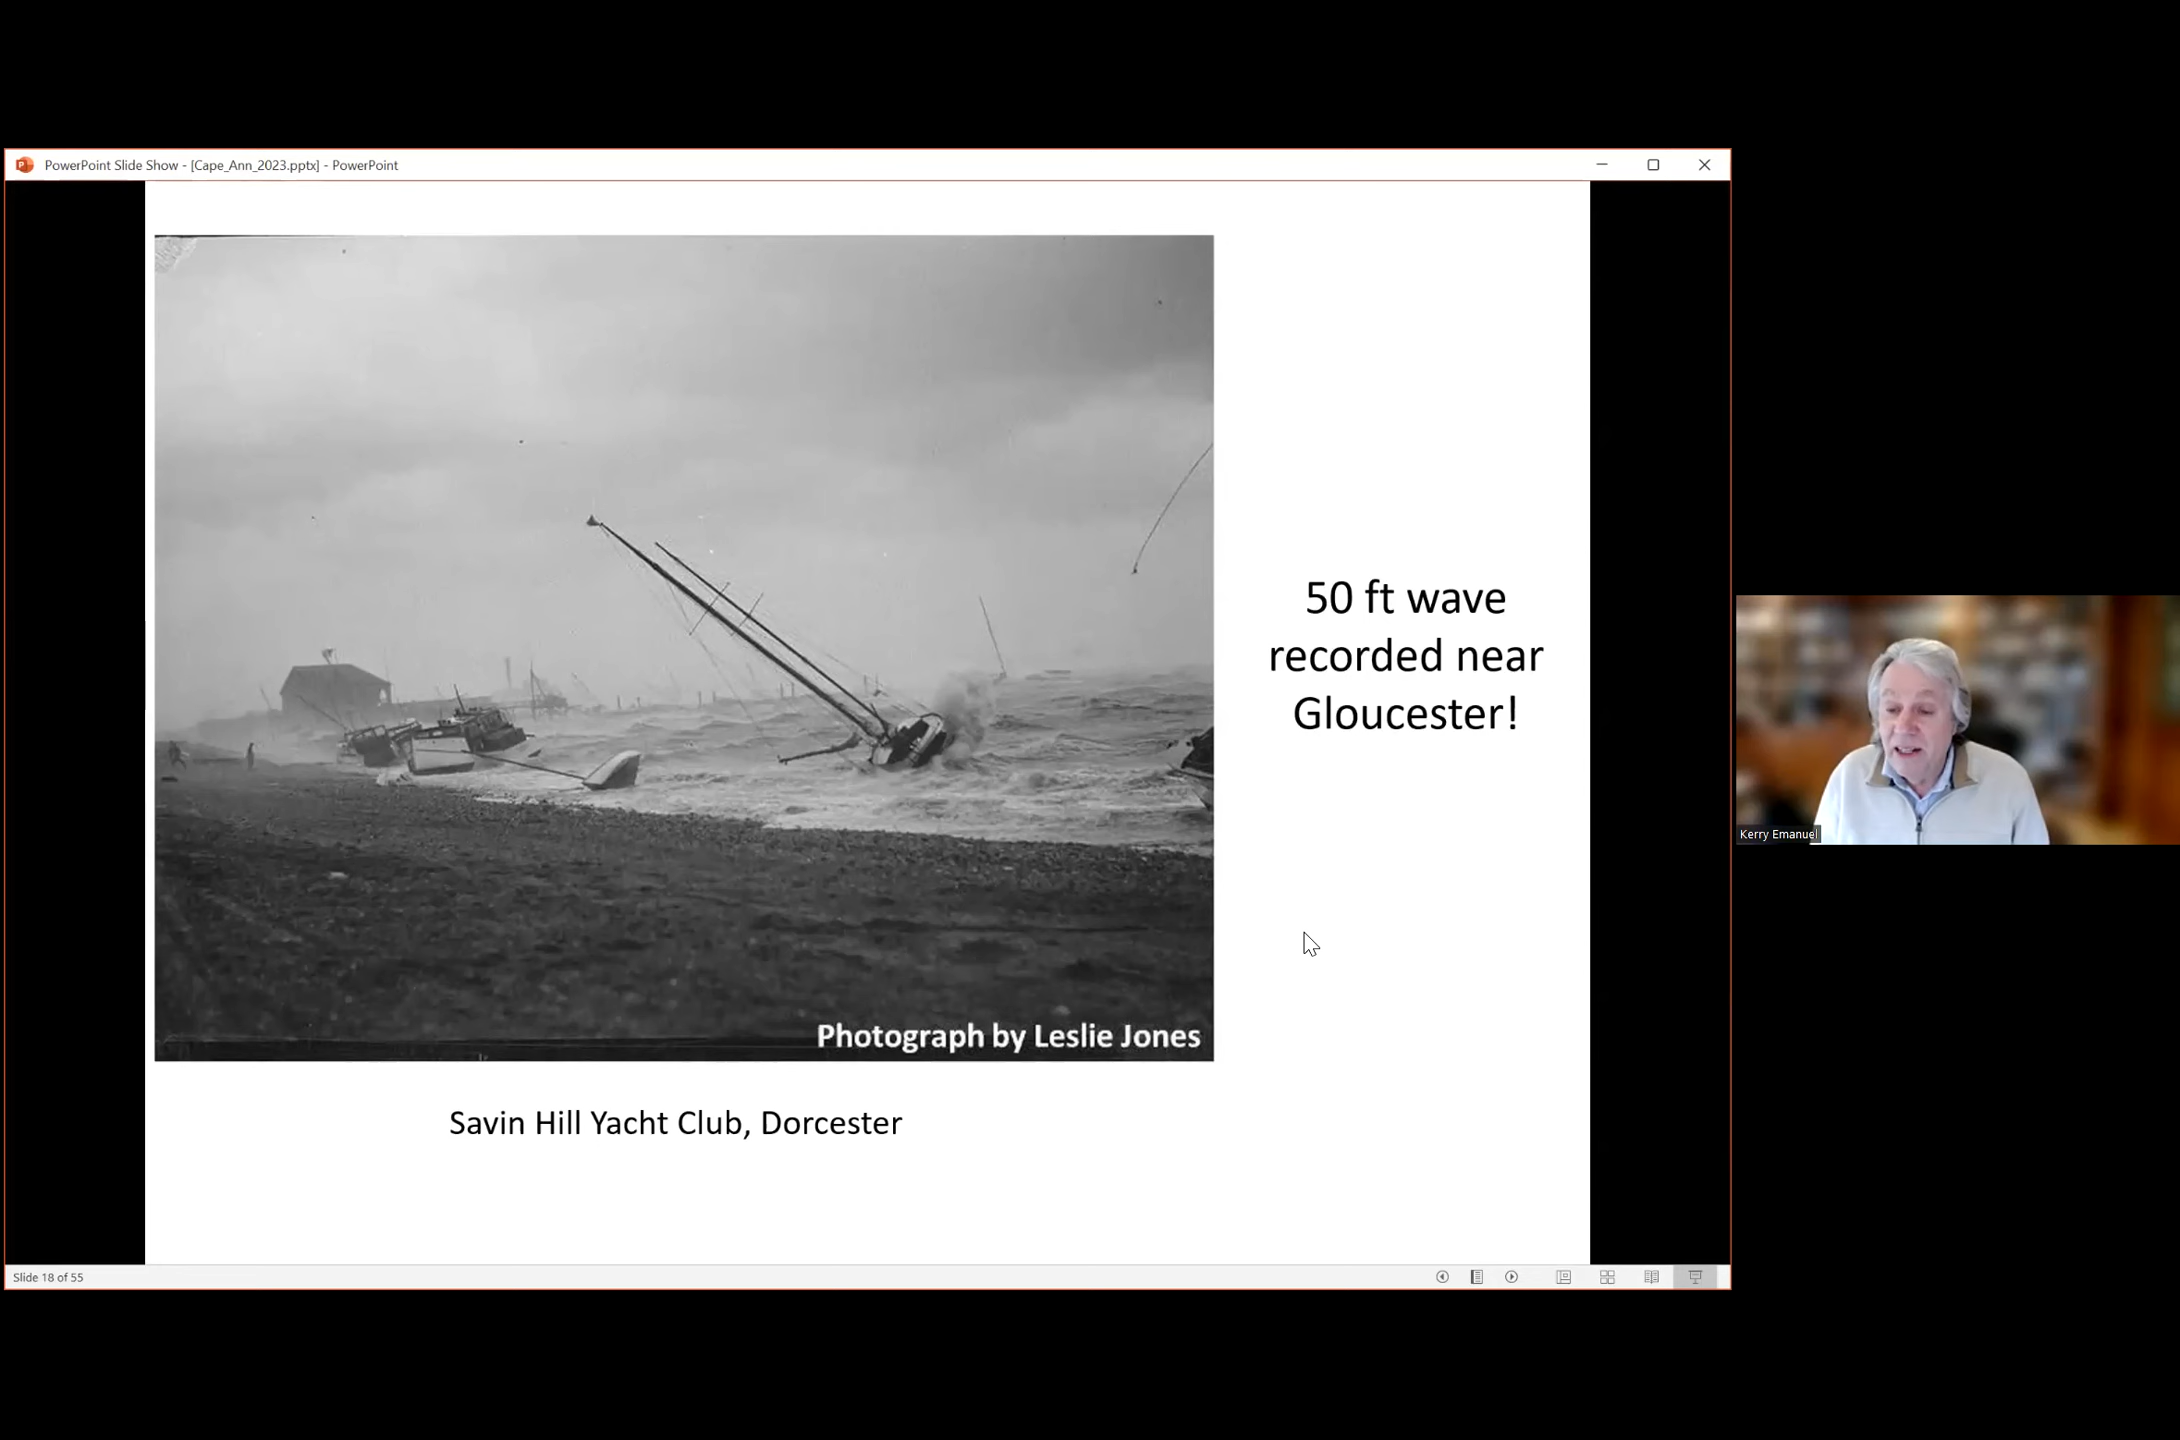 PowerPoint Slide Show - [Cape_Ann_2023.pptx] - PowerPoint
50 ft wave
recorded near
Gloucester!
Photograph by Leslie Jones
Savin Hill Yacht Club, Dorcester
Kerry Emanuel
Slide 18 of 55